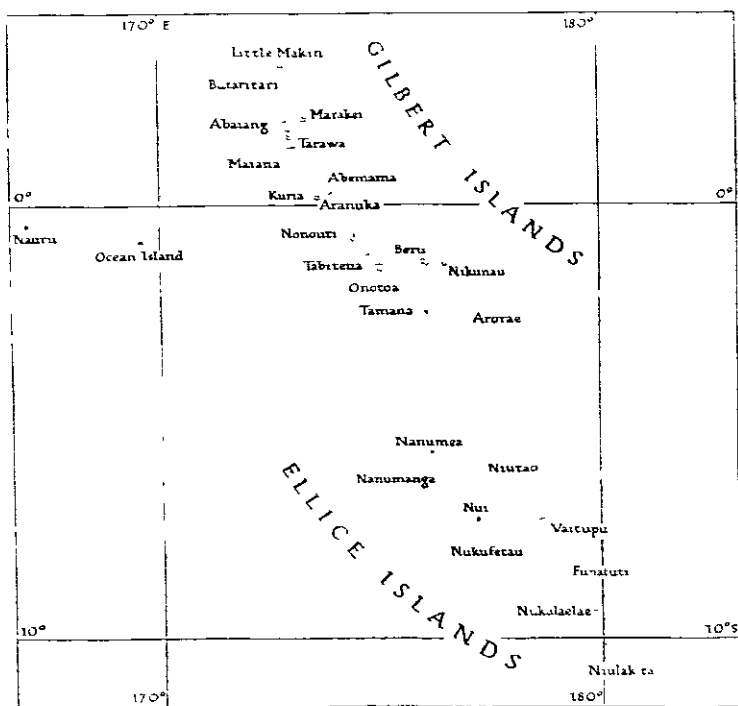 170° E
180°
Little Makin
Butaritari
GILBERT ISLANDS
Marakei
Abaiang
Tarawa
Maiana
Abemama
Kuria
Aranuka
0°
0°
Nauru
Ocean Island
Nonouti
Beru
Tabiteua
Nikunau
Onotoa
Tamana
Arorae
Nanumea
Niutao
Nanumanga
ELLICE ISLANDS
Nui
Vaitupu
Nukufetau
Funafuti
Nukulaelae
10°
10°S
170°
180°